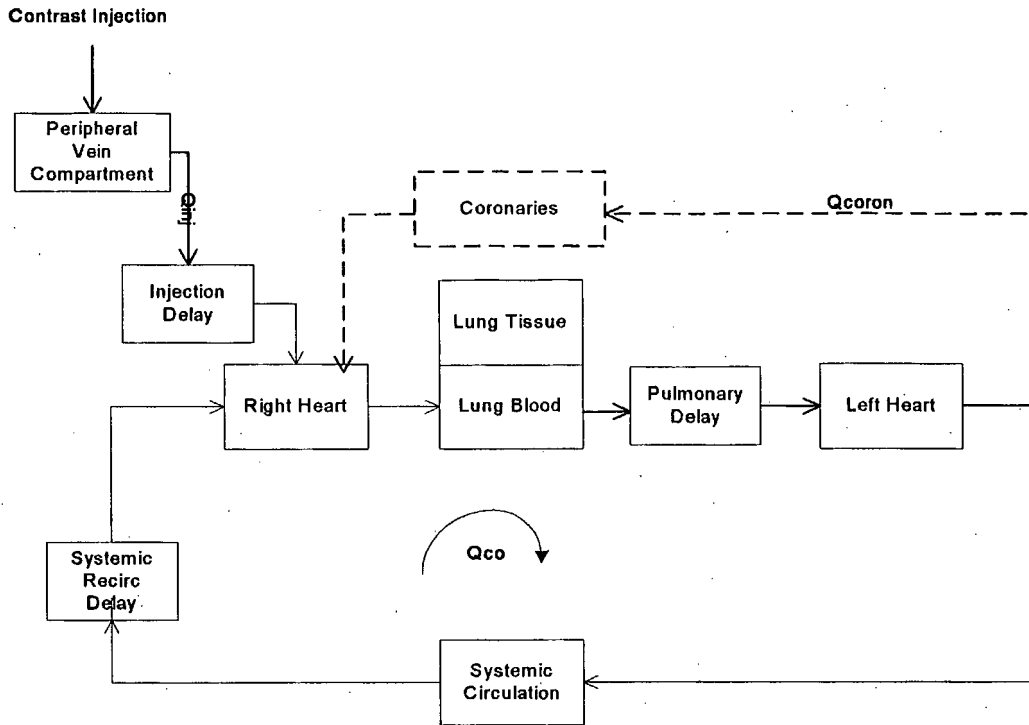 Contrast Injection
Peripheral
Vein
Compartment
Qinj
Injection
Delay
Coronaries
Qcoron
Lung Tissue
Right Heart
Lung Blood
Pulmonary
Delay
Left Heart
Qco
Systemic
Recirc
Delay
Systemic
Circulation